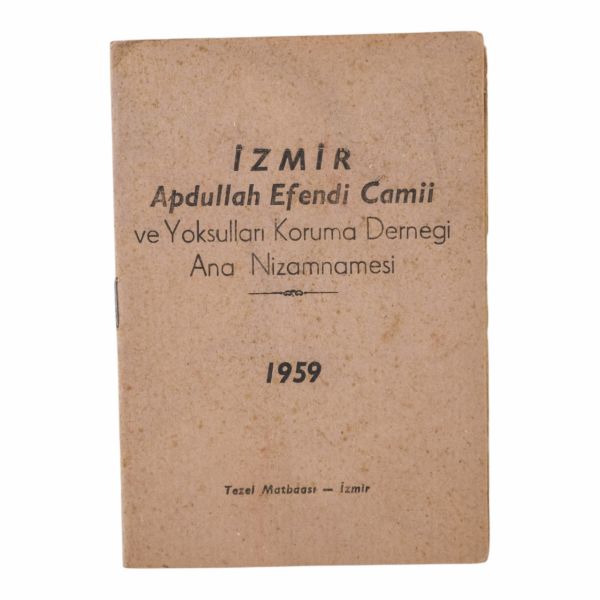 İZMİR
Apdullah Efendi Camii
ve Yoksulları Koruma Dernegi
Ana Nizamnamesi
1959
Tezel Matbaası — İzmir